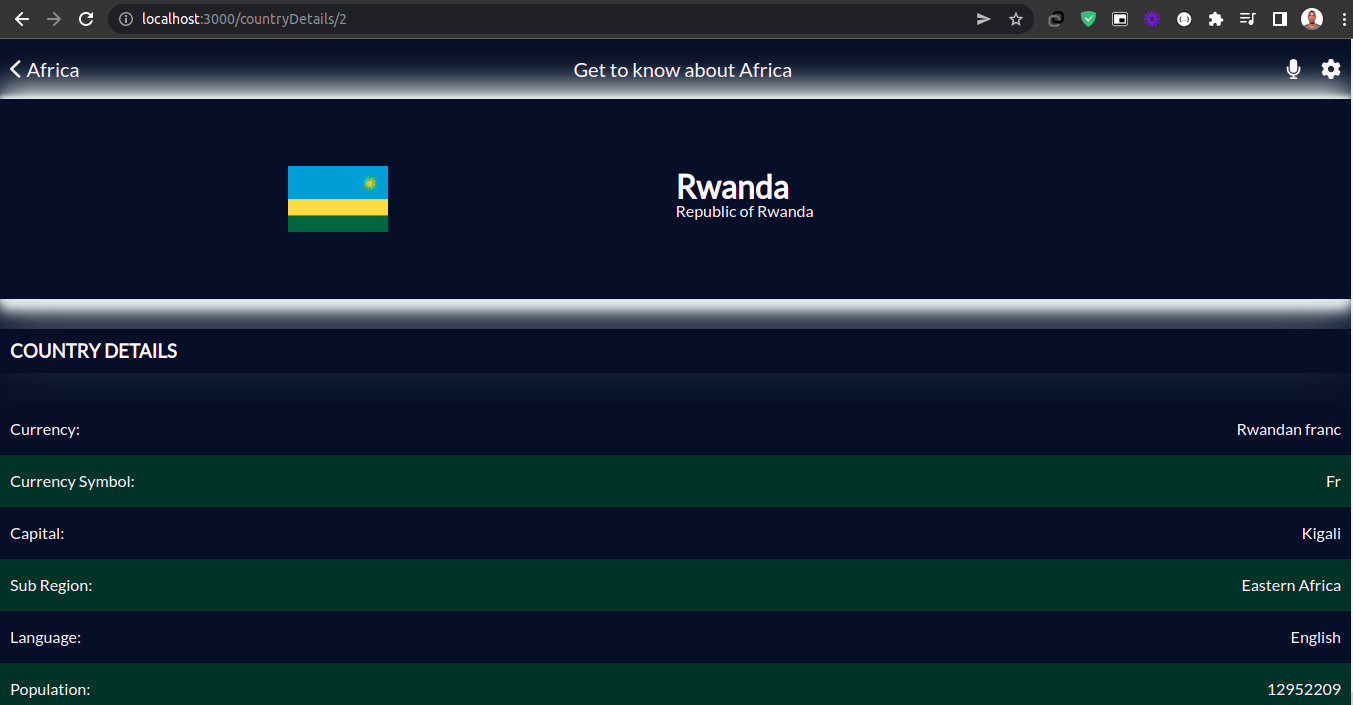 localhost:3000/countryDetails/2
Africa Get to know about Africa
Rwanda
Republic of Rwanda
COUNTRY DETAILS
Currency: Rwandan franc
Currency Symbol: Fr
Capital: Kigali
Sub Region: Eastern Africa
Language: English
Population: 12952209